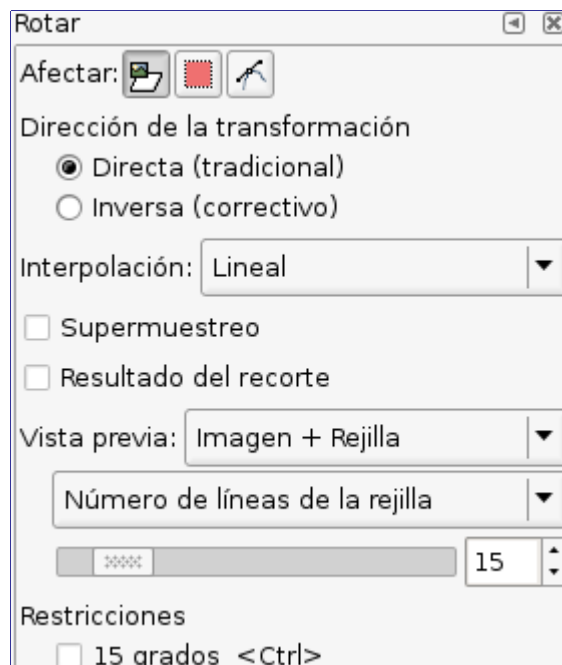 Rotar
Afectar:
Dirección de la transformación
Directa (tradicional)
Inversa (correctivo)
Interpolación: Lineal
Supermuestreo
Resultado del recorte
Vista previa: Imagen + Rejilla
Número de líneas de la rejilla
15
Restricciones
15 grados <Ctrl>